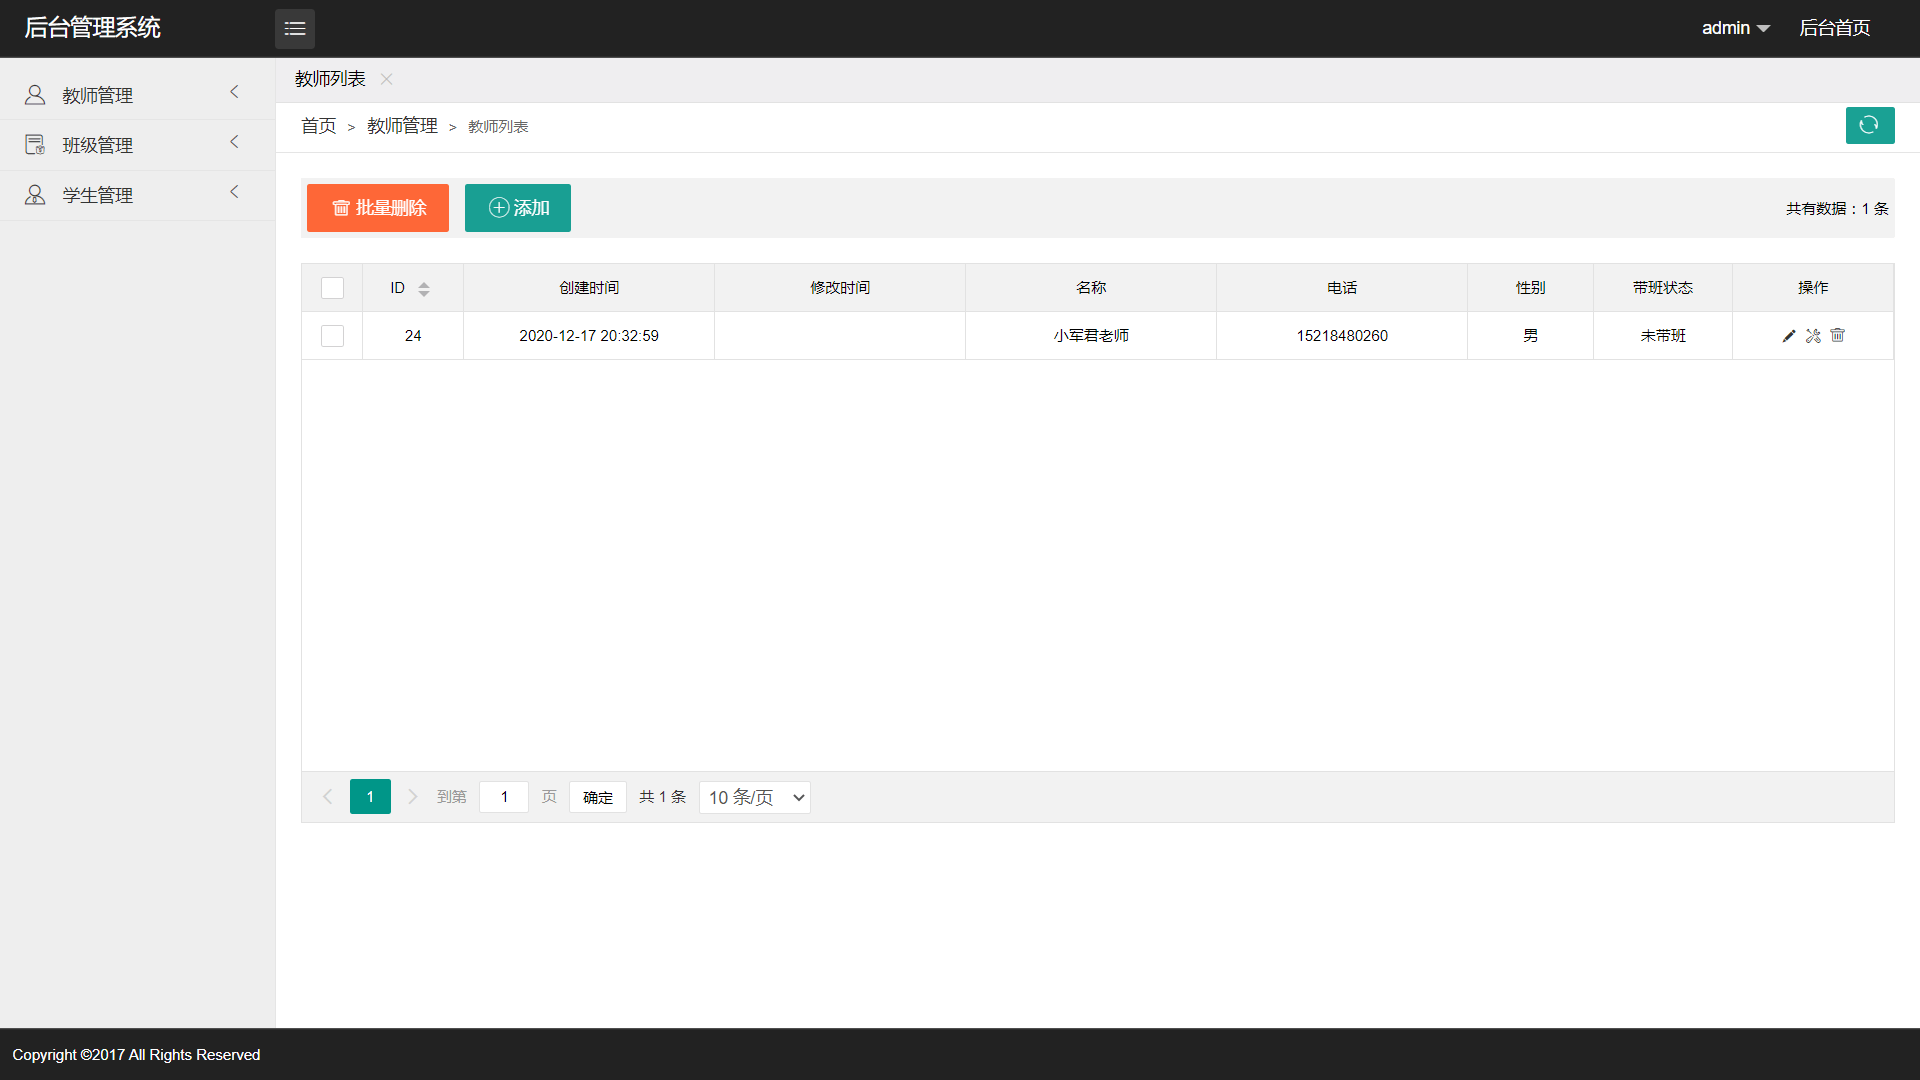 后台管理系统
admin
后台首页
教师管理
班级管理
学生管理
教师列表
首页 > 教师管理 > 教师列表
批量删除
添加
共有数据：1 条
ID 创建时间 修改时间 名称 电话 性别 带班状态 操作
24 2020-12-17 20:32:59 小军君老师 15218480260 男 未带班
1 到第 1 页 确定 共 1 条 10 条/页
Copyright ©2017 All Rights Reserved